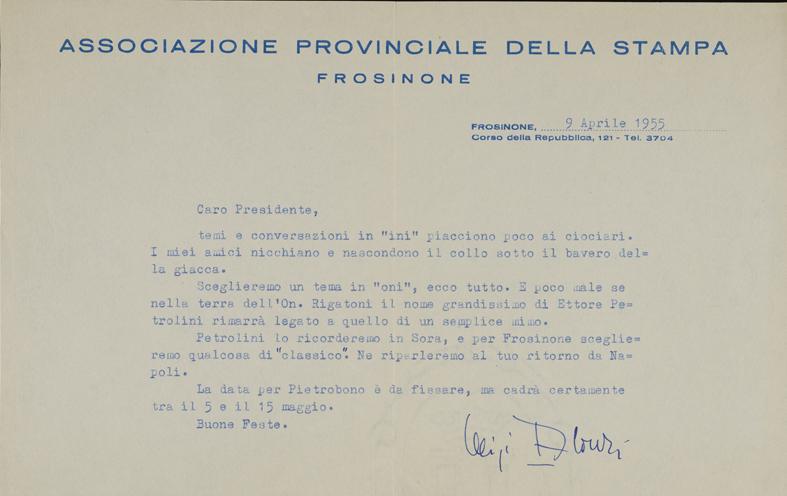 ASSOCIAZIONE PROVINCIALE DELLA STAMPA
FROSINONE
FROSINONE, 9 Aprile 1955
Corso della Repubblica, 121 - Tel. 3704
Caro Presidente,
temi e conversazioni in "ini" piacciono poco ai ciociari.
I miei amici nicchiano e nascondono il collo sotto il bavero del=
la giacca.
Sceglieremo un tema in "oni", ecco tutto. E poco male se
nella terra dell'On. Rigatoni il nome grandissimo di Ettore Pe=
trolini rimarrà legato a quello di un semplice mimo.
Petrolini lo ricorderemo in Sora, e per Frosinone sceglie=
remo qualcosa di "classico". Ne riparleremo al tuo ritorno da Na=
poli.
La data per Pietrobono è da fissare, ma cadrà certamente
tra il 5 e il 15 maggio.
Buone Feste.
Luigi